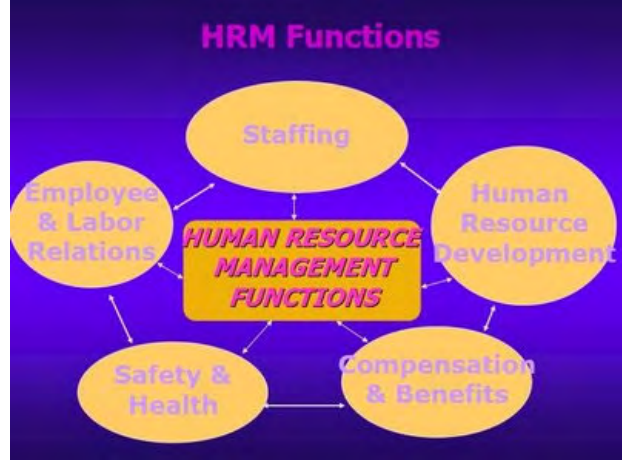 HRM Functions
Staffing
Employee
& Labor
Relations
Human
Resource
Development
HUMAN RESOURCE
MANAGEMENT
FUNCTIONS
Safety &
Health
Compensation
& Benefits